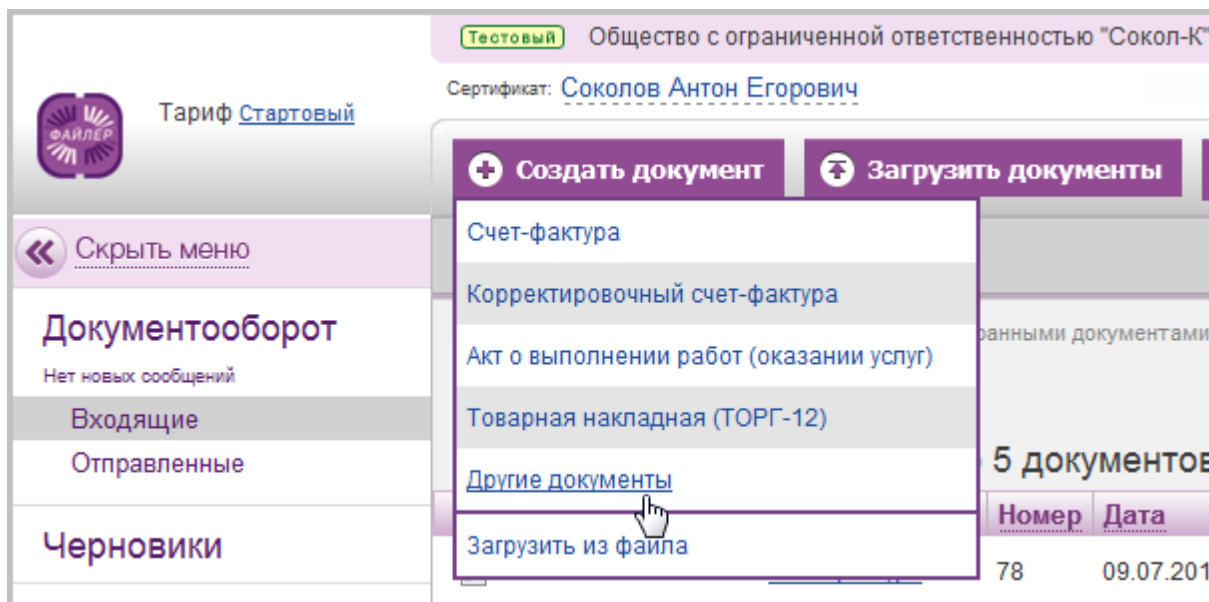 Тестовый Общество с ограниченной ответственностью "Сокол-К"
Сертификат: Соколов Антон Егорович
ФАЙЛЕР
Тариф Стартовый
Создать документ
Загрузить документы
Скрыть меню
Счет-фактура
Корректировочный счет-фактура
Акт о выполнении работ (оказании услуг)
Товарная накладная (ТОРГ-12)
Другие документы
Загрузить из файла
Документооборот
Нет новых сообщений
Входящие
Отправленные
Черновики
документами
5 документов
Номер Дата
78 09.07.201